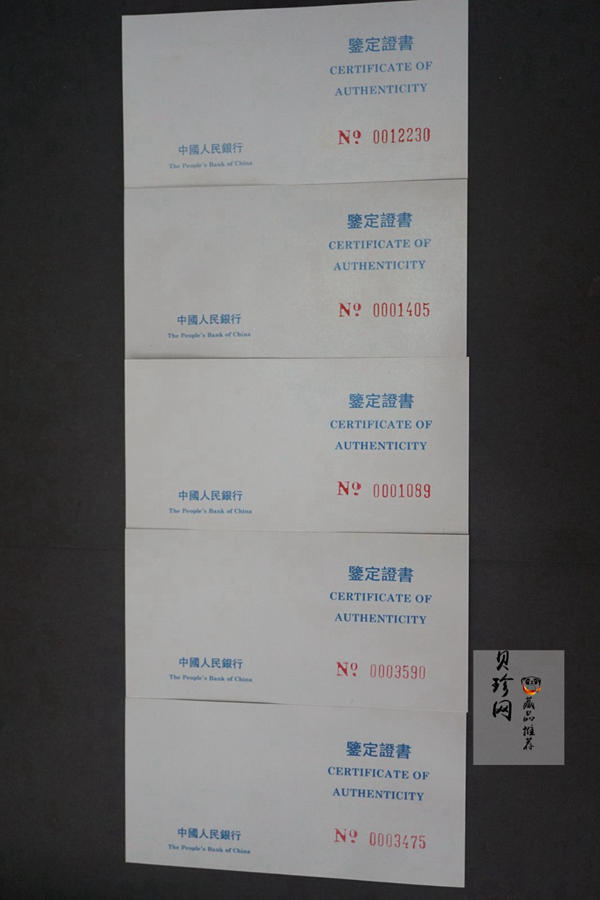 鑒定證書
CERTIFICATE OF
AUTHENTICITY
Nº 0012230
中國人民銀行
The People's Bank of China
鑒定證書
CERTIFICATE OF
AUTHENTICITY
Nº 0001405
中國人民銀行
The People's Bank of China
鑒定證書
CERTIFICATE OF
AUTHENTICITY
Nº 0001089
中國人民銀行
The People's Bank of China
鑒定證書
CERTIFICATE OF
AUTHENTICITY
Nº 0003590
中國人民銀行
The People's Bank of China
鑒定證書
CERTIFICATE OF
AUTHENTICITY
Nº 0003475
中國人民銀行
The People's Bank of China
贝珍网
藏品推荐